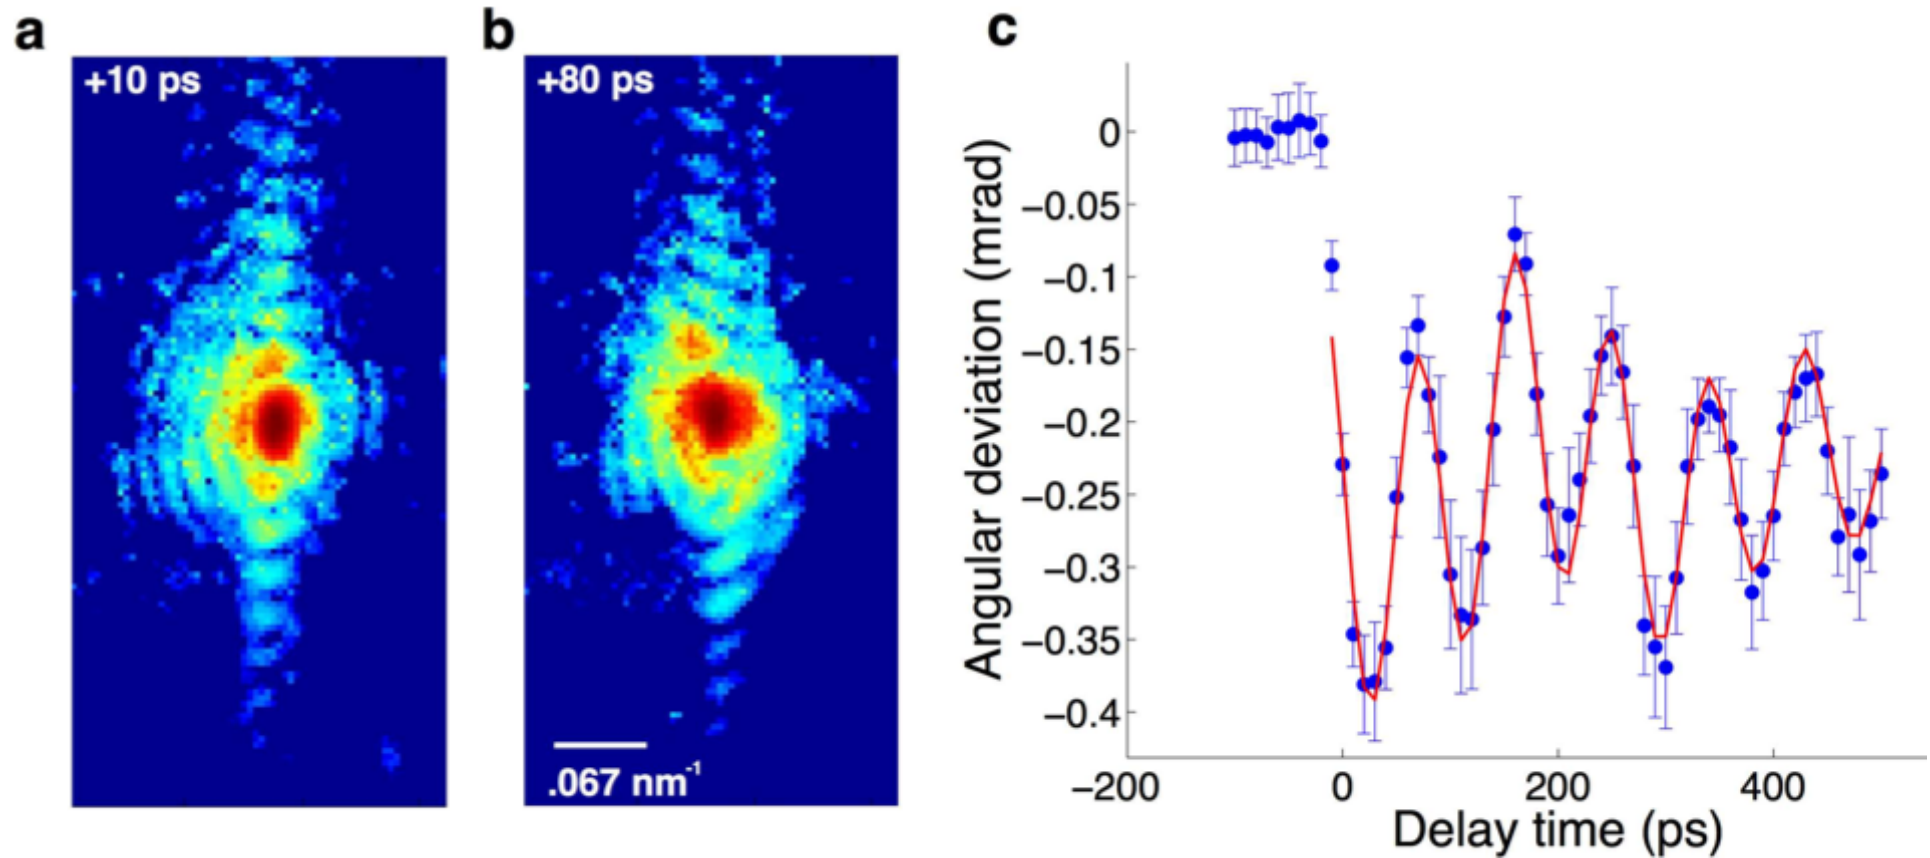 a
+10 ps
b
+80 ps
.067 nm⁻¹
c
Angular deviation (mrad)
0
−0.05
−0.1
−0.15
−0.2
−0.25
−0.3
−0.35
−0.4
−200 0 200 400
Delay time (ps)